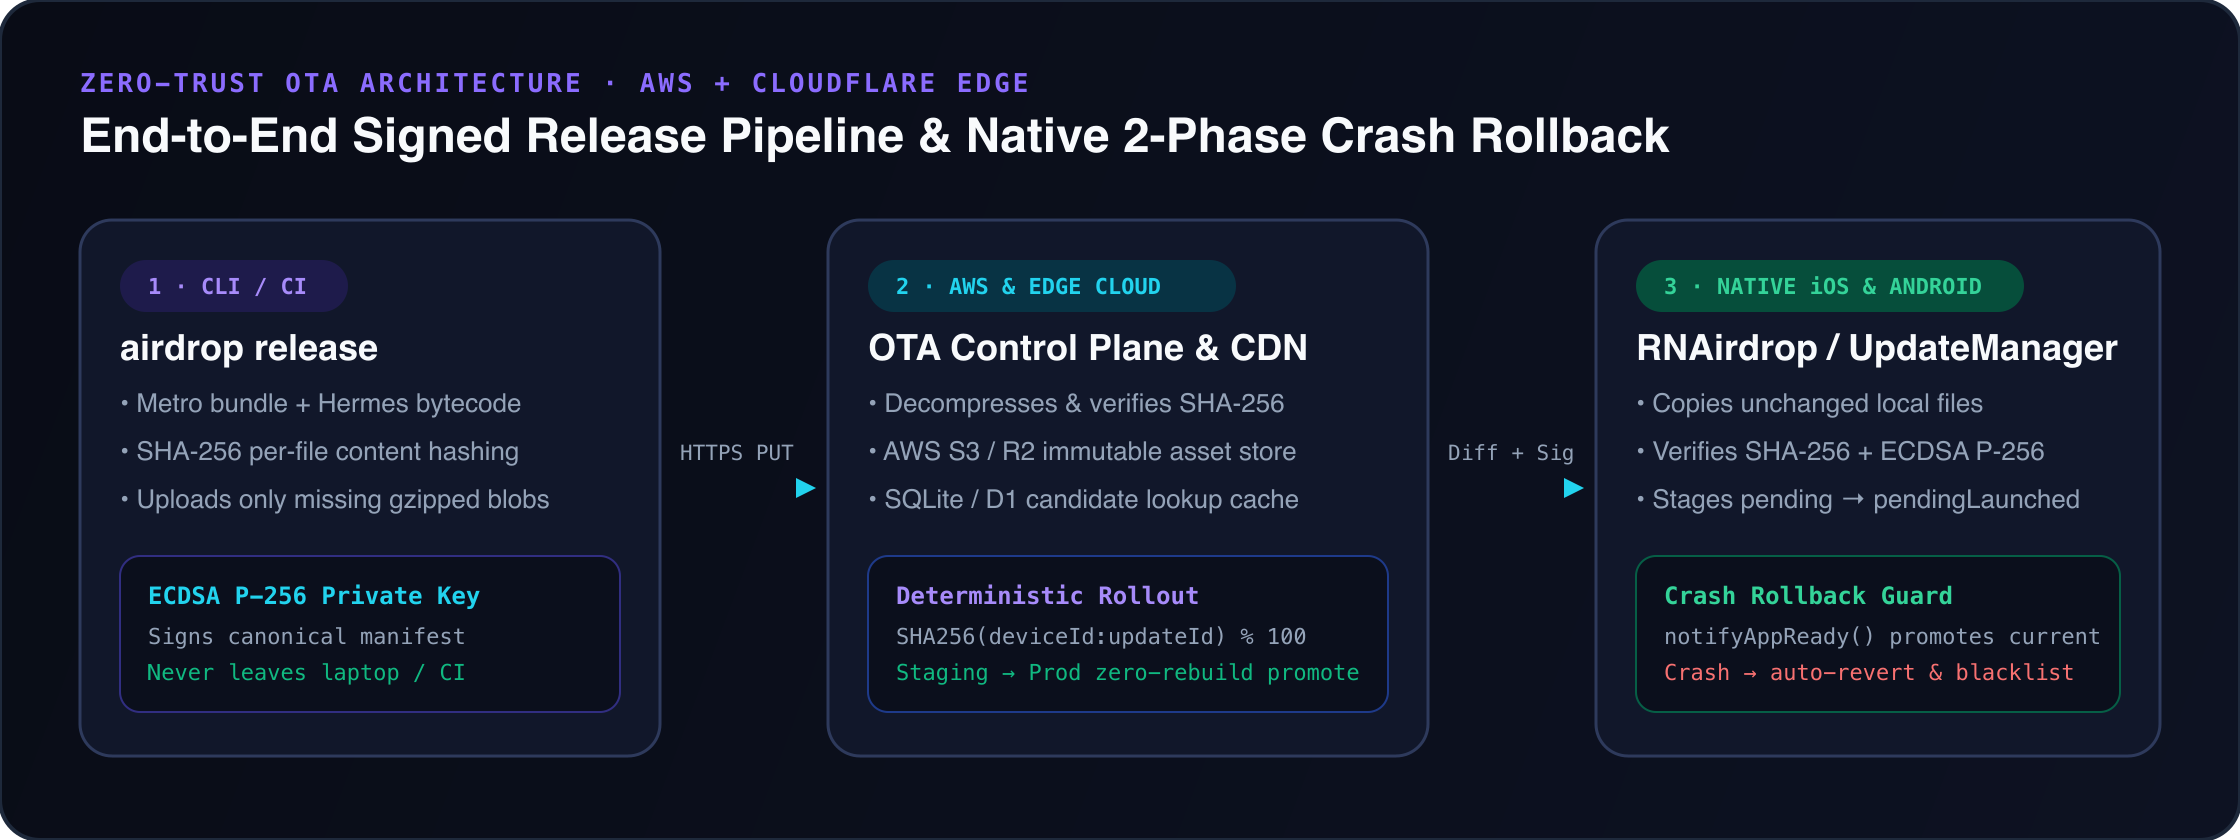 ZERO−TRUST OTA ARCHITECTURE · AWS + CLOUDFLARE EDGE
End-to-End Signed Release Pipeline & Native 2-Phase Crash Rollback
1 · CLI / CI
airdrop release
• Metro bundle + Hermes bytecode
• SHA-256 per-file content hashing
• Uploads only missing gzipped blobs
ECDSA P−256 Private Key
Signs canonical manifest
Never leaves laptop / CI
HTTPS PUT
2 · AWS & EDGE CLOUD
OTA Control Plane & CDN
• Decompresses & verifies SHA-256
• AWS S3 / R2 immutable asset store
• SQLite / D1 candidate lookup cache
Deterministic Rollout
SHA256(deviceId:updateId) % 100
Staging → Prod zero−rebuild promote
Diff + Sig
3 · NATIVE iOS & ANDROID
RNAirdrop / UpdateManager
• Copies unchanged local files
• Verifies SHA-256 + ECDSA P-256
• Stages pending → pendingLaunched
Crash Rollback Guard
notifyAppReady() promotes current
Crash → auto−revert & blacklist